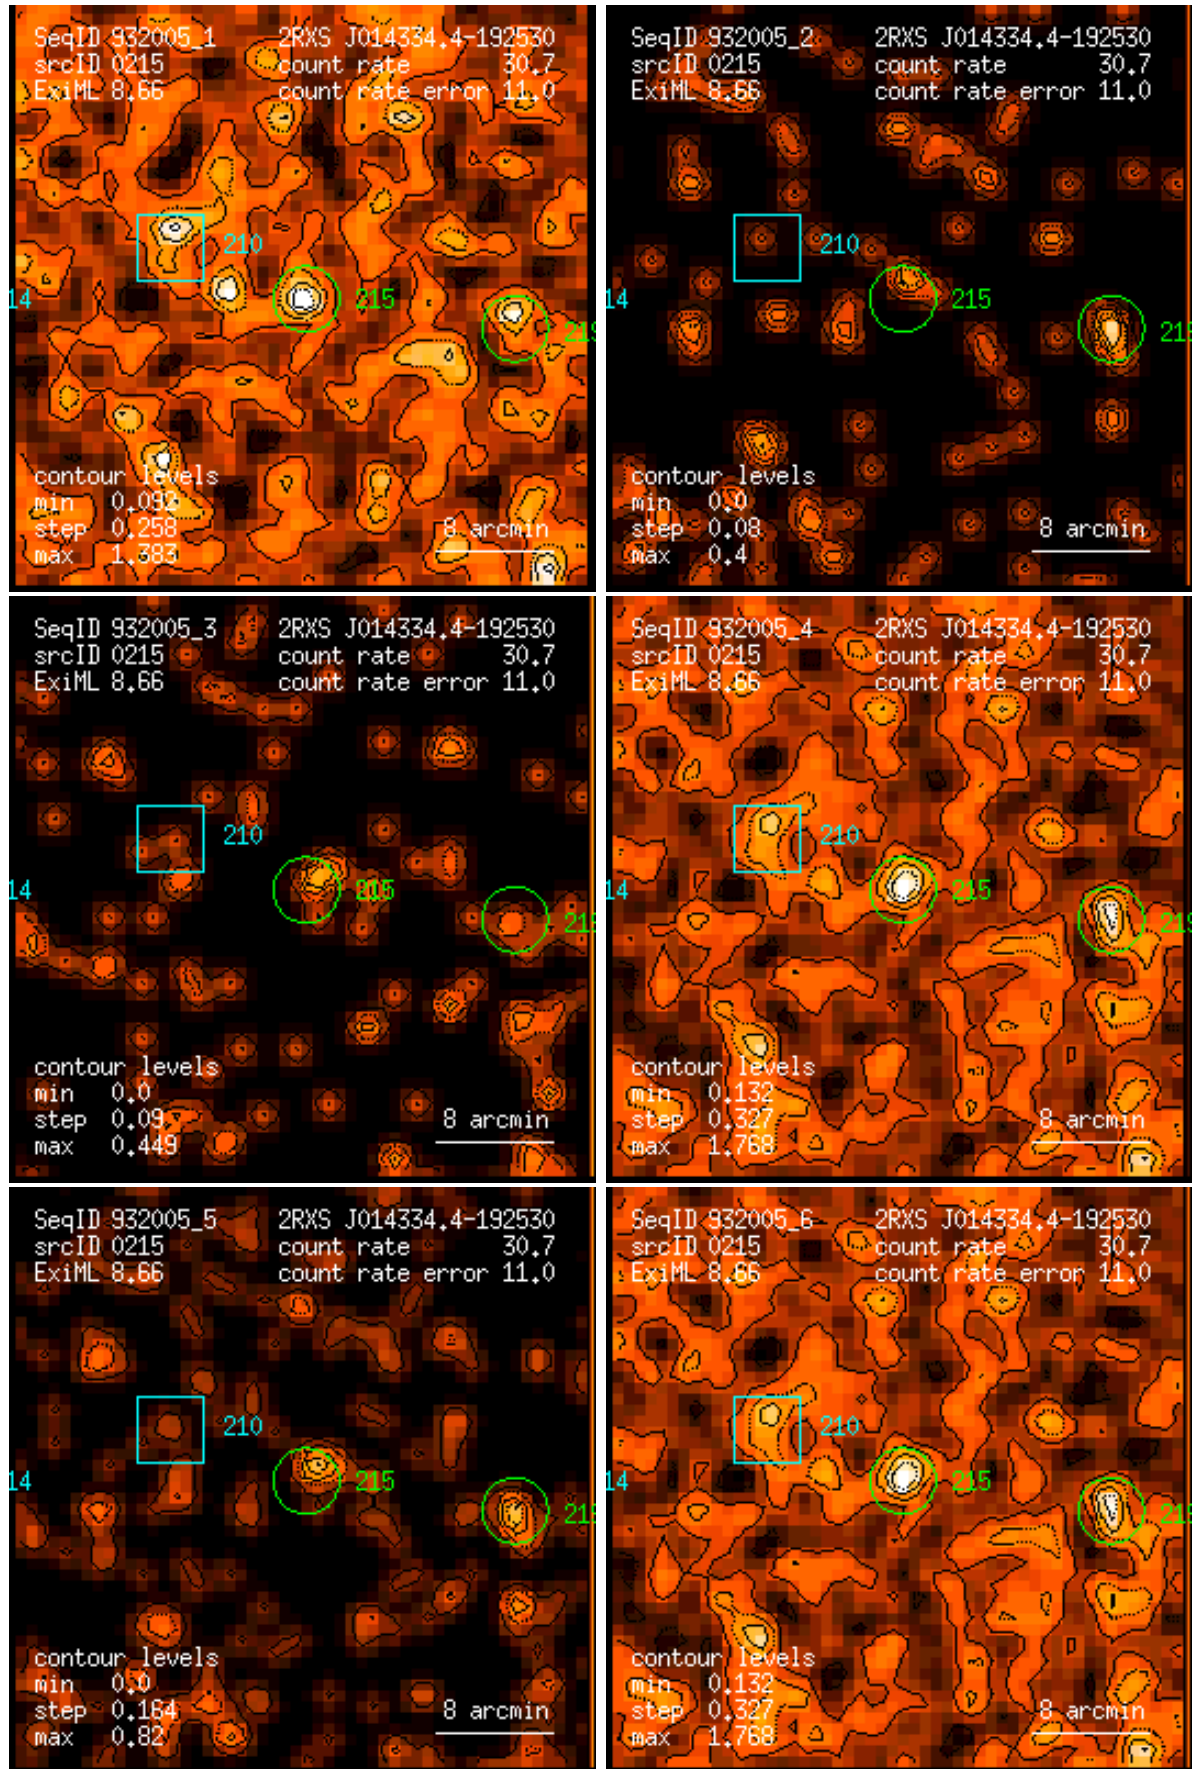 SeqID 932005_1 2RXS J014334.4-192530
srcID 0215 count rate 30.7
ExiML 8.66 count rate error 11.0
210
14 215
219
contour levels
min 0.092
step 0.258 8 arcmin
max 1.383
SeqID 932005_2 2RXS J014334.4-192530
srcID 0215 count rate 30.7
ExiML 8.66 count rate error 11.0
210
14 215
219
contour levels
min 0.0
step 0.08 8 arcmin
max 0.4
SeqID 932005_3 2RXS J014334.4-192530
srcID 0215 count rate 30.7
ExiML 8.66 count rate error 11.0
210
14 215
219
contour levels
min 0.0
step 0.09 8 arcmin
max 0.449
SeqID 932005_4 2RXS J014334.4-192530
srcID 0215 count rate 30.7
ExiML 8.66 count rate error 11.0
210
14 215
219
contour levels
min 0.132
step 0.327 8 arcmin
max 1.768
SeqID 932005_5 2RXS J014334.4-192530
srcID 0215 count rate 30.7
ExiML 8.66 count rate error 11.0
210
14 215
219
contour levels
min 0.0
step 0.164 8 arcmin
max 0.82
SeqID 932005_6 2RXS J014334.4-192530
srcID 0215 count rate 30.7
ExiML 8.66 count rate error 11.0
210
14 215
219
contour levels
min 0.132
step 0.327 8 arcmin
max 1.768